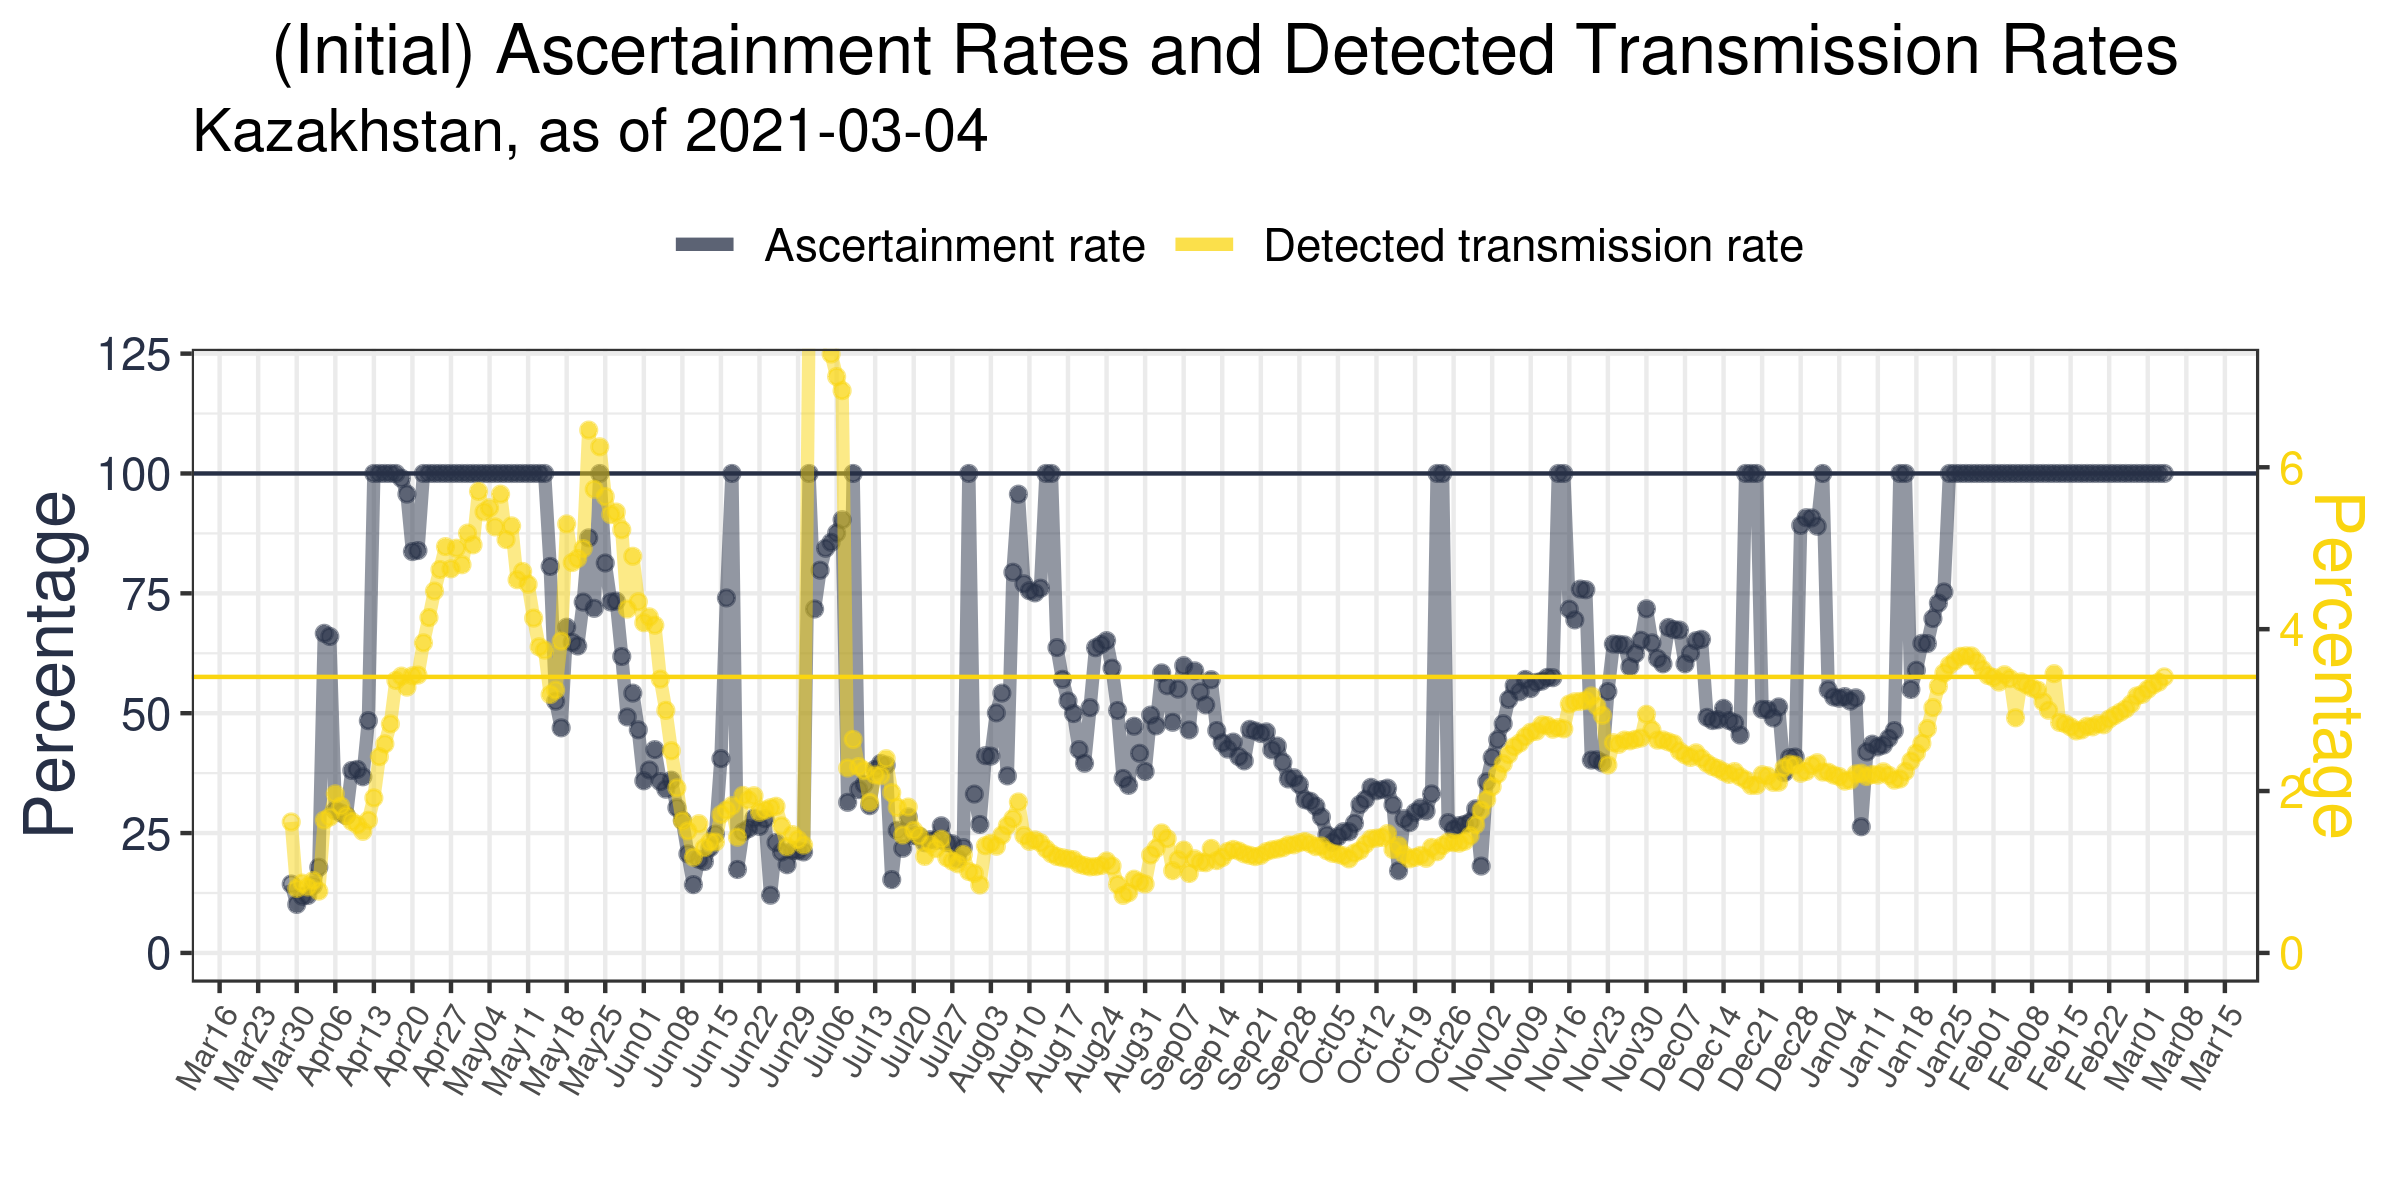 (Initial) Ascertainment Rates and Detected Transmission Rates
Kazakhstan, as of 2021-03-04
Ascertainment rate Detected transmission rate
Percentage
125
100
75
50
25
0
6
4
2
0
Percentage
Mar16 Mar23 Mar30 Apr06 Apr13 Apr20 Apr27 May04 May11 May18 May25 Jun01 Jun08 Jun15 Jun22 Jun29 Jul06 Jul13 Jul20 Jul27 Aug03 Aug10 Aug17 Aug24 Aug31 Sep07 Sep14 Sep21 Sep28 Oct05 Oct12 Oct19 Oct26 Nov02 Nov09 Nov16 Nov23 Nov30 Dec07 Dec14 Dec21 Dec28 Jan04 Jan11 Jan18 Jan25 Feb01 Feb08 Feb15 Feb22 Mar01 Mar08 Mar15